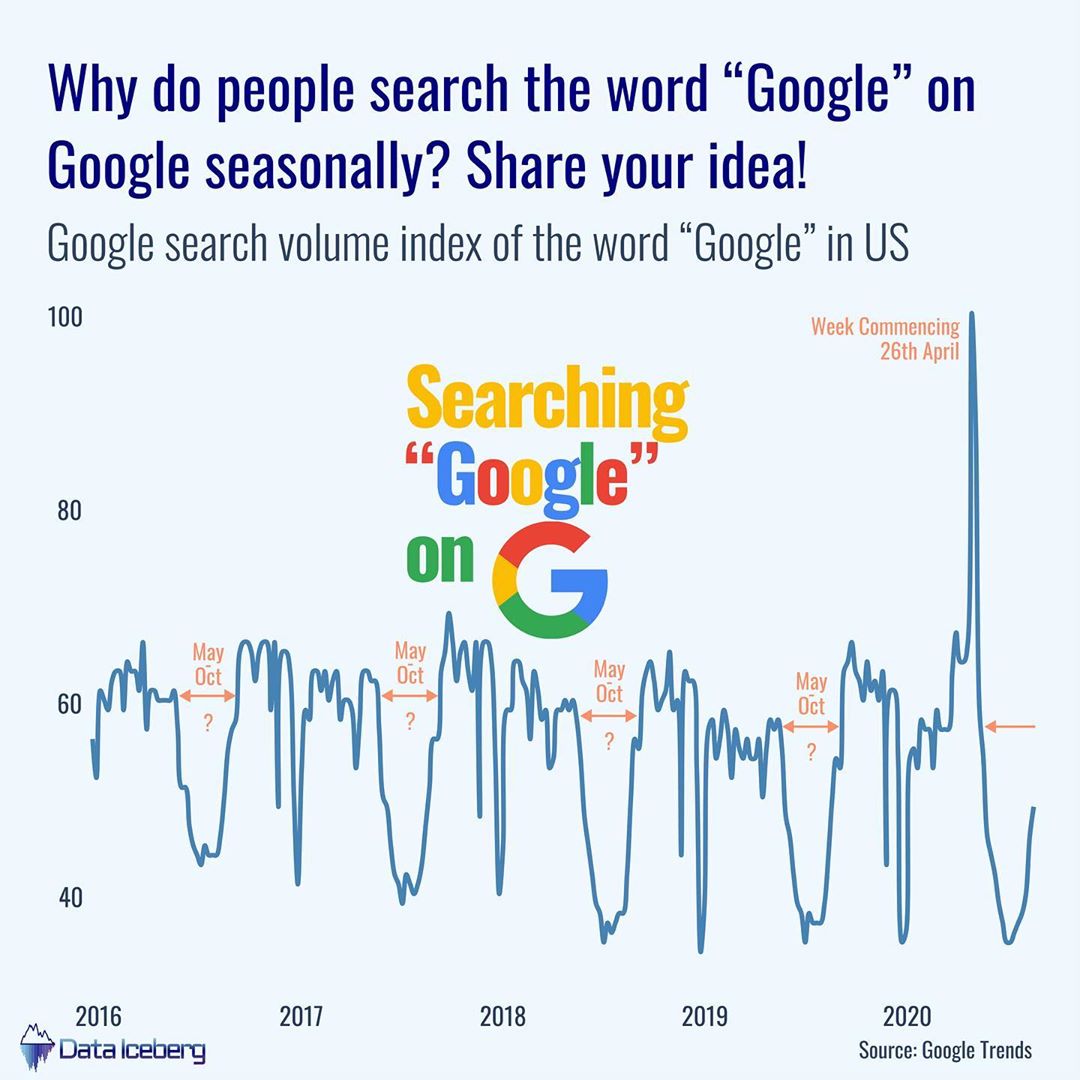 Why do people search the word “Google” on
Google seasonally? Share your idea!
Google search volume index of the word “Google” in US
100
Week Commencing
26th April
Searching
“Google”
on G
80
May
-
Oct
?
May
-
Oct
?
May
-
Oct
?
May
-
Oct
?
60
40
2016 2017 2018 2019 2020
Data Iceberg
Source: Google Trends